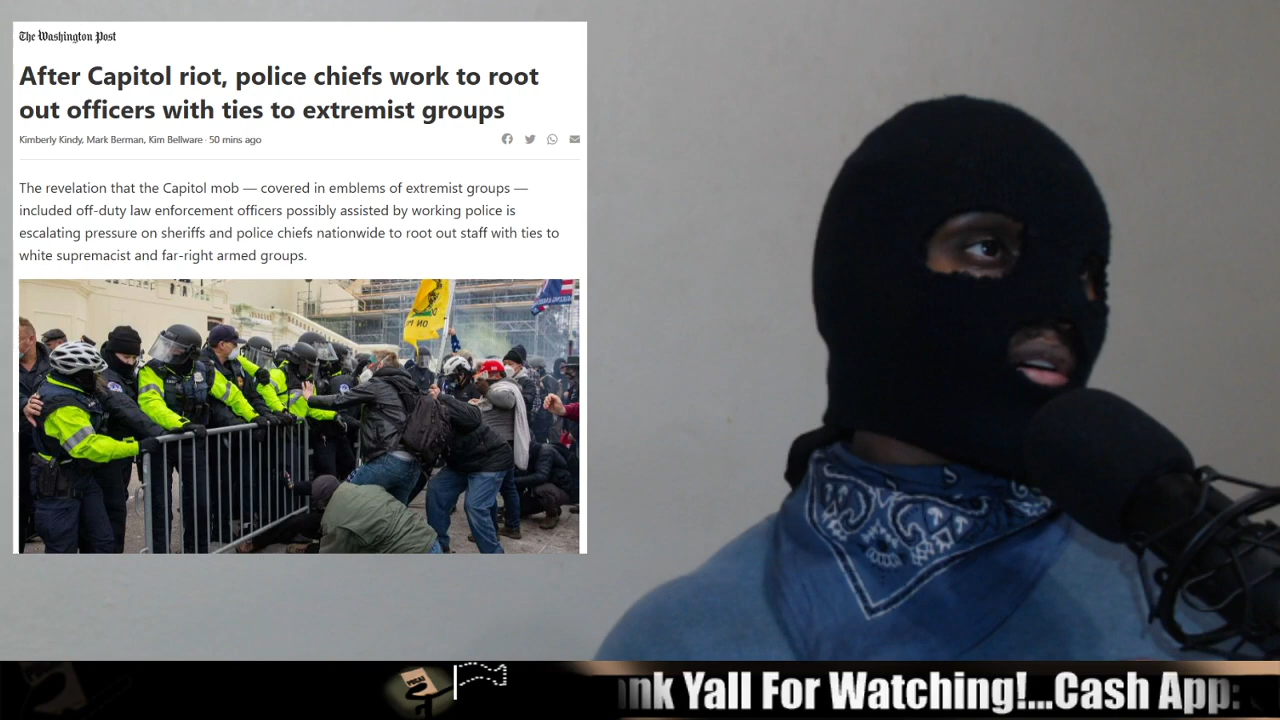 The Washington Post
After Capitol riot, police chiefs work to root
out officers with ties to extremist groups
Kimberly Kindy, Mark Berman, Kim Bellware · 50 mins ago
The revelation that the Capitol mob — covered in emblems of extremist groups —
included off-duty law enforcement officers possibly assisted by working police is
escalating pressure on sheriffs and police chiefs nationwide to root out staff with ties to
white supremacist and far-right armed groups.
nk Yall For Watching!...Cash App: